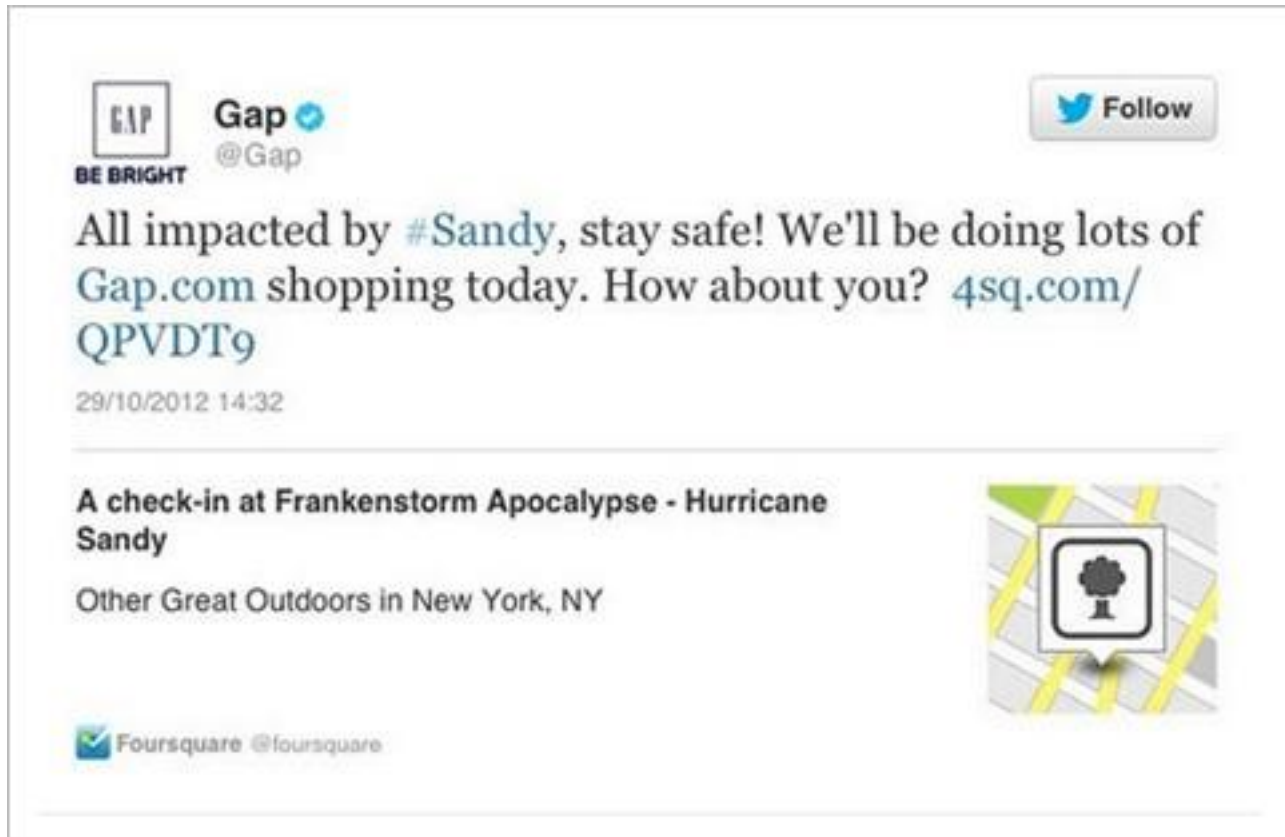 GAP
BE BRIGHT
Gap
@Gap
Follow
All impacted by #Sandy, stay safe! We'll be doing lots of
Gap.com shopping today. How about you? 4sq.com/
QPVDT9
29/10/2012 14:32
A check-in at Frankenstorm Apocalypse - Hurricane
Sandy
Other Great Outdoors in New York, NY
Foursquare @foursquare